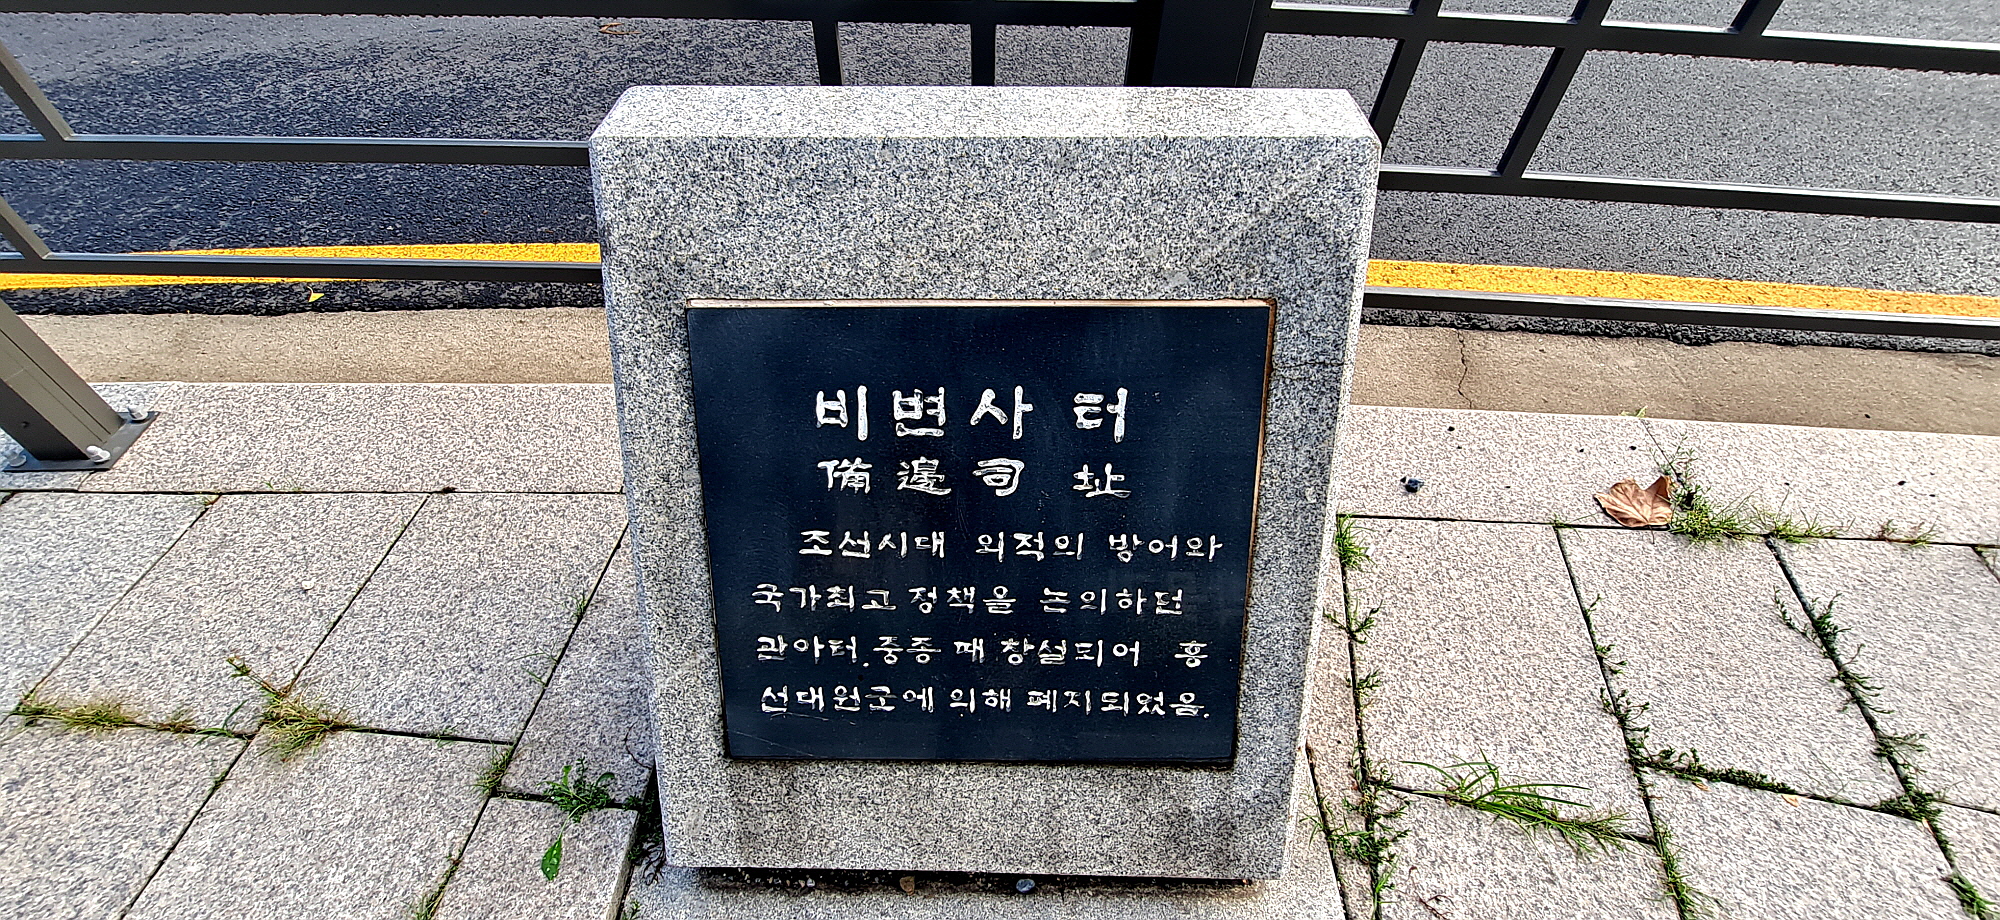 비변사 터
備邊司 址
조선시대 외적의 방어와
국가최고 정책을 논의하던
관아터. 중종 때 창설되어 흥
선대원군에 의해 폐지되었음.